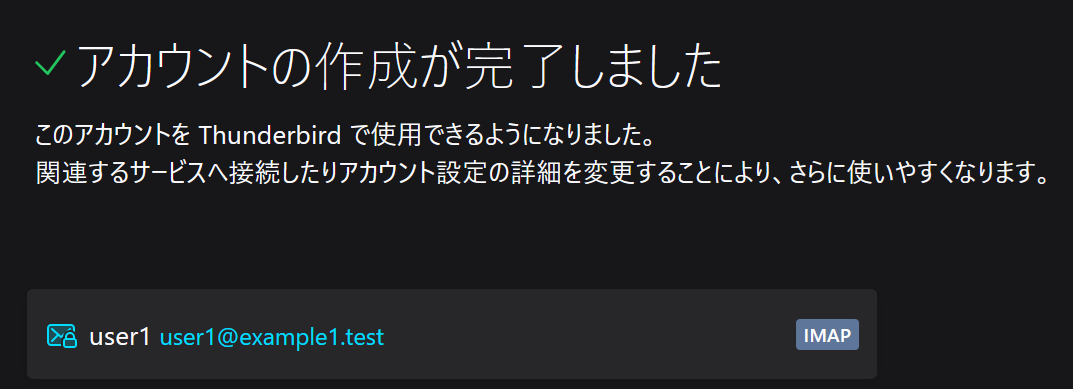 アカウントの作成が完了しました
このアカウントを Thunderbird で使用できるようになりました。
関連するサービスへ接続したりアカウント設定の詳細を変更することにより、さらに使いやすくなります。
user1 user1@example1.test IMAP